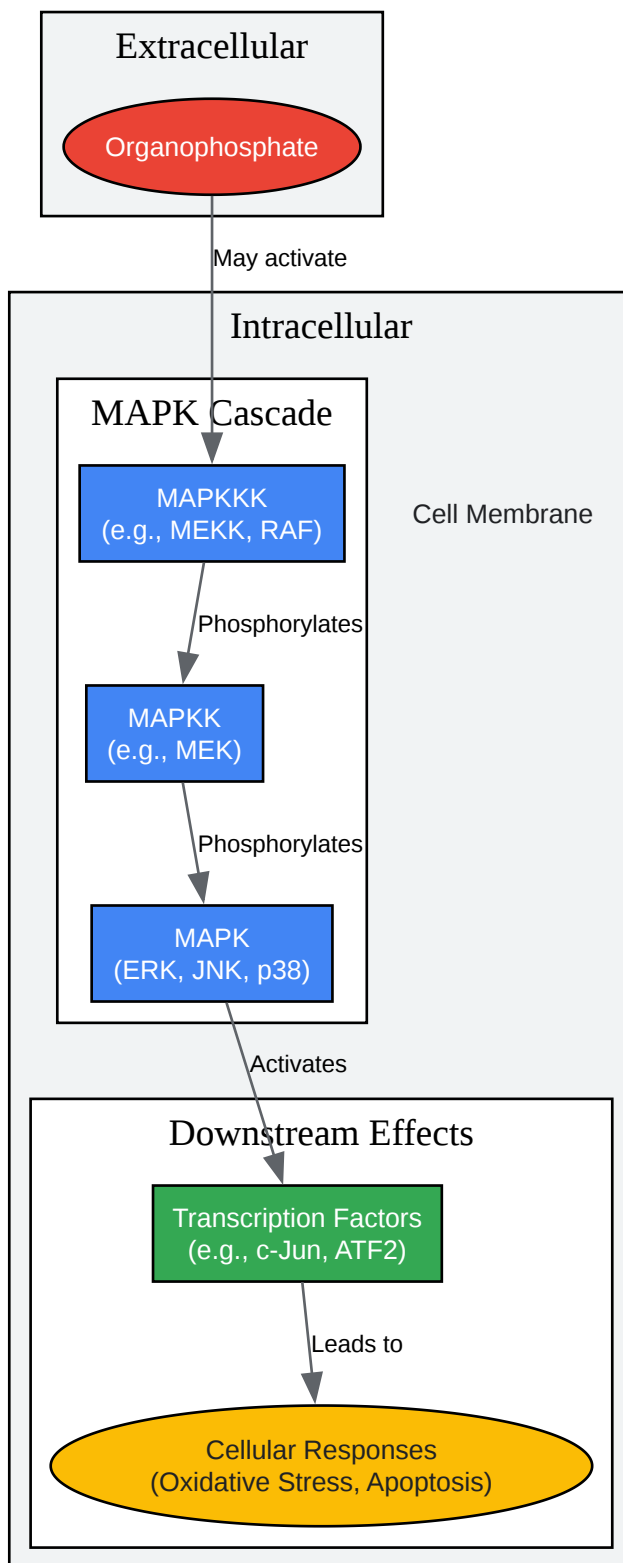 Extracellular
Organophosphate
May activate
Intracellular
MAPK Cascade
MAPKKK
(e.g., MEKK, RAF)
Cell Membrane
Phosphorylates
MAPKK
(e.g., MEK)
Phosphorylates
MAPK
(ERK, JNK, p38)
Activates
Downstream Effects
Transcription Factors
(e.g., c-Jun, ATF2)
Leads to
Cellular Responses
(Oxidative Stress, Apoptosis)